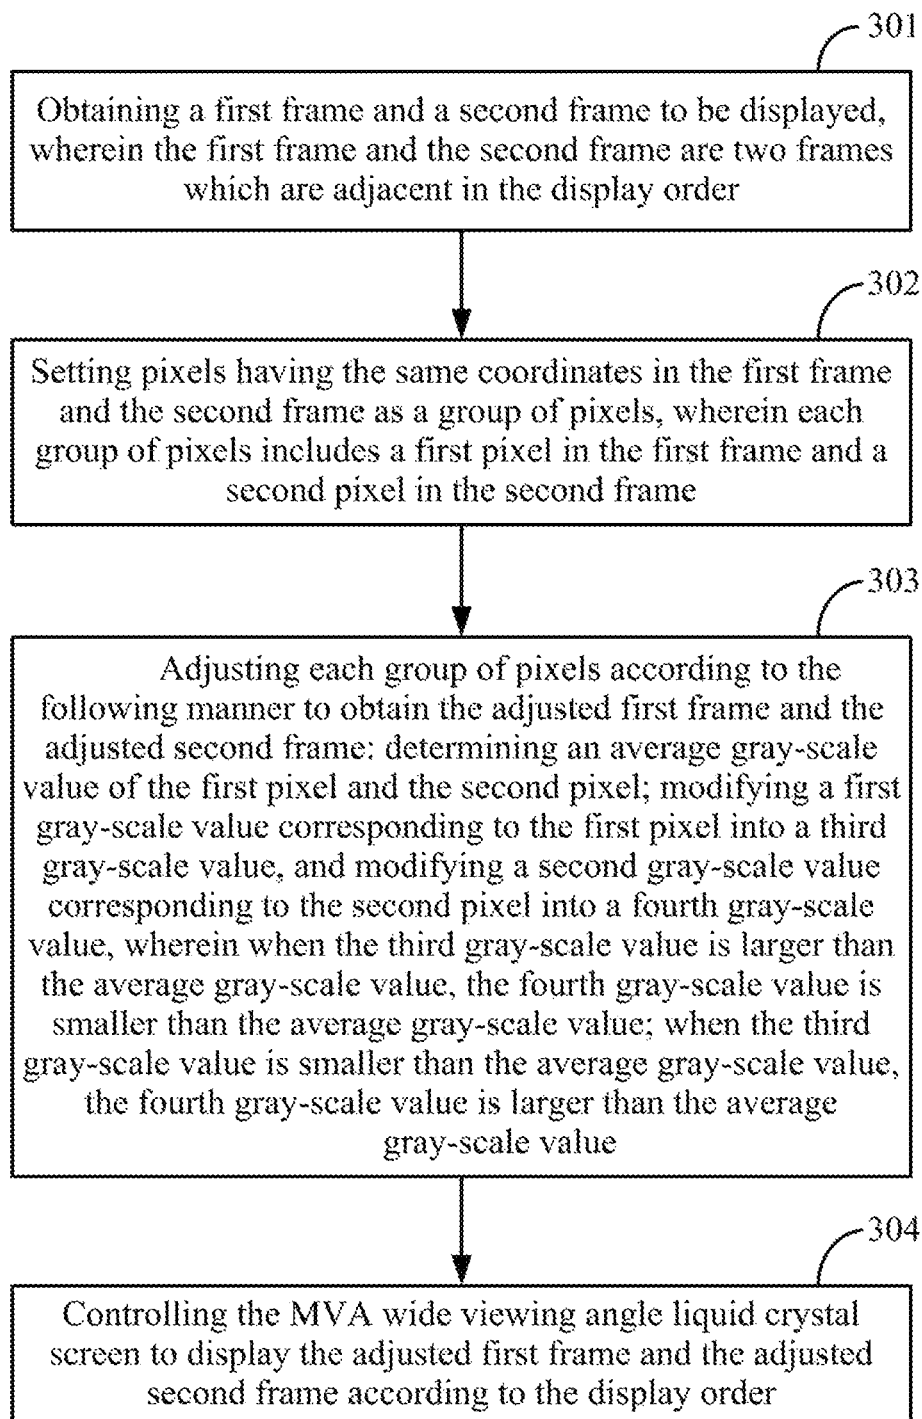 301
Obtaining a first frame and a second frame to be displayed,
wherein the first frame and the second frame are two frames
which are adjacent in the display order
302
Setting pixels having the same coordinates in the first frame
and the second frame as a group of pixels, wherein each
group of pixels includes a first pixel in the first frame and a
second pixel in the second frame
303
Adjusting each group of pixels according to the
following manner to obtain the adjusted first frame and the
adjusted second frame: determining an average gray-scale
value of the first pixel and the second pixel; modifying a first
gray-scale value corresponding to the first pixel into a third
gray-scale value, and modifying a second gray-scale value
corresponding to the second pixel into a fourth gray-scale
value, wherein when the third gray-scale value is larger than
the average gray-scale value, the fourth gray-scale value is
smaller than the average gray-scale value; when the third
gray-scale value is smaller than the average gray-scale value,
the fourth gray-scale value is larger than the average
gray-scale value
304
Controlling the MVA wide viewing angle liquid crystal
screen to display the adjusted first frame and the adjusted
second frame according to the display order